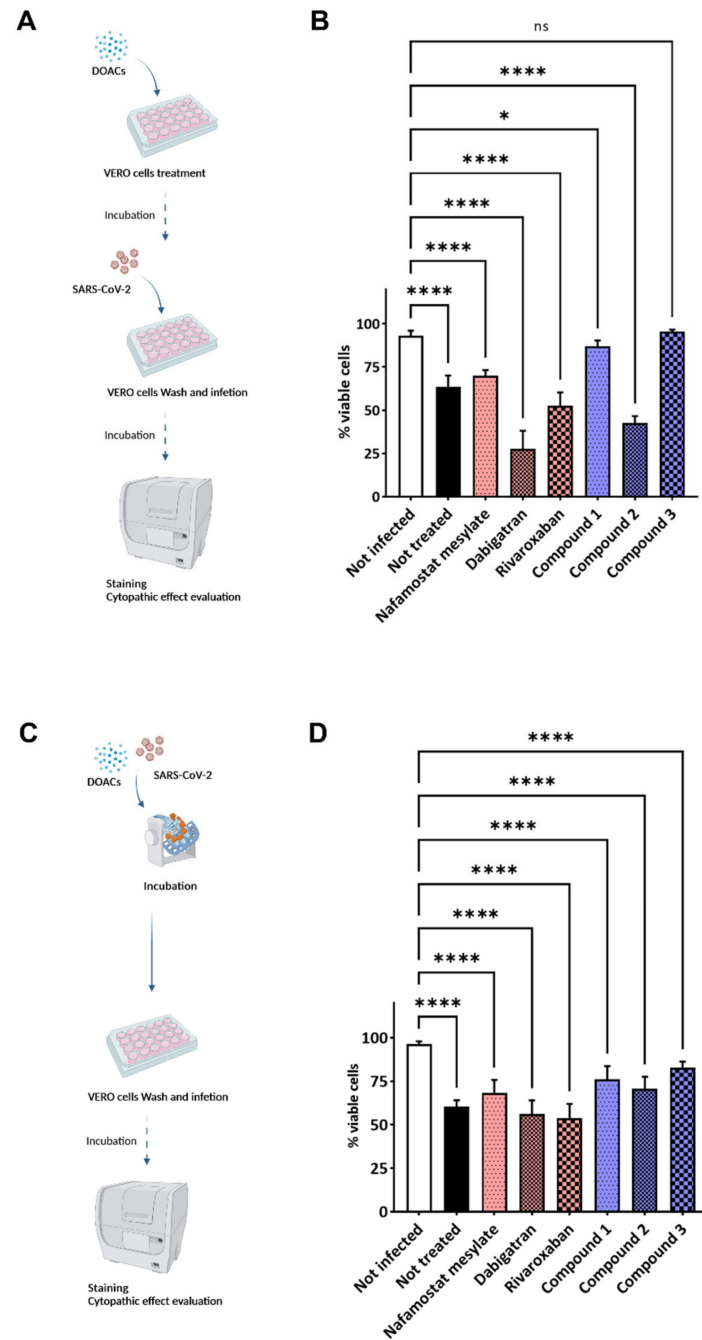 A
DOACs
VERO cells treatment
Incubation
SARS-CoV-2
VERO cells Wash and infetion
Incubation
Staining
Cytopathic effect evaluation
B
ns
****
*
****
****
****
****
% viable cells
100
75
50
25
0
Not infected
Not treated
Nafamostat mesylate
Dabigatran
Rivaroxaban
Compound 1
Compound 2
Compound 3
C
DOACs
SARS-CoV-2
Incubation
VERO cells Wash and infetion
Incubation
Staining
Cytopathic effect evaluation
D
****
****
****
****
****
****
****
% viable cells
100
75
50
25
0
Not infected
Not treated
Nafamostat mesylate
Dabigatran
Rivaroxaban
Compound 1
Compound 2
Compound 3